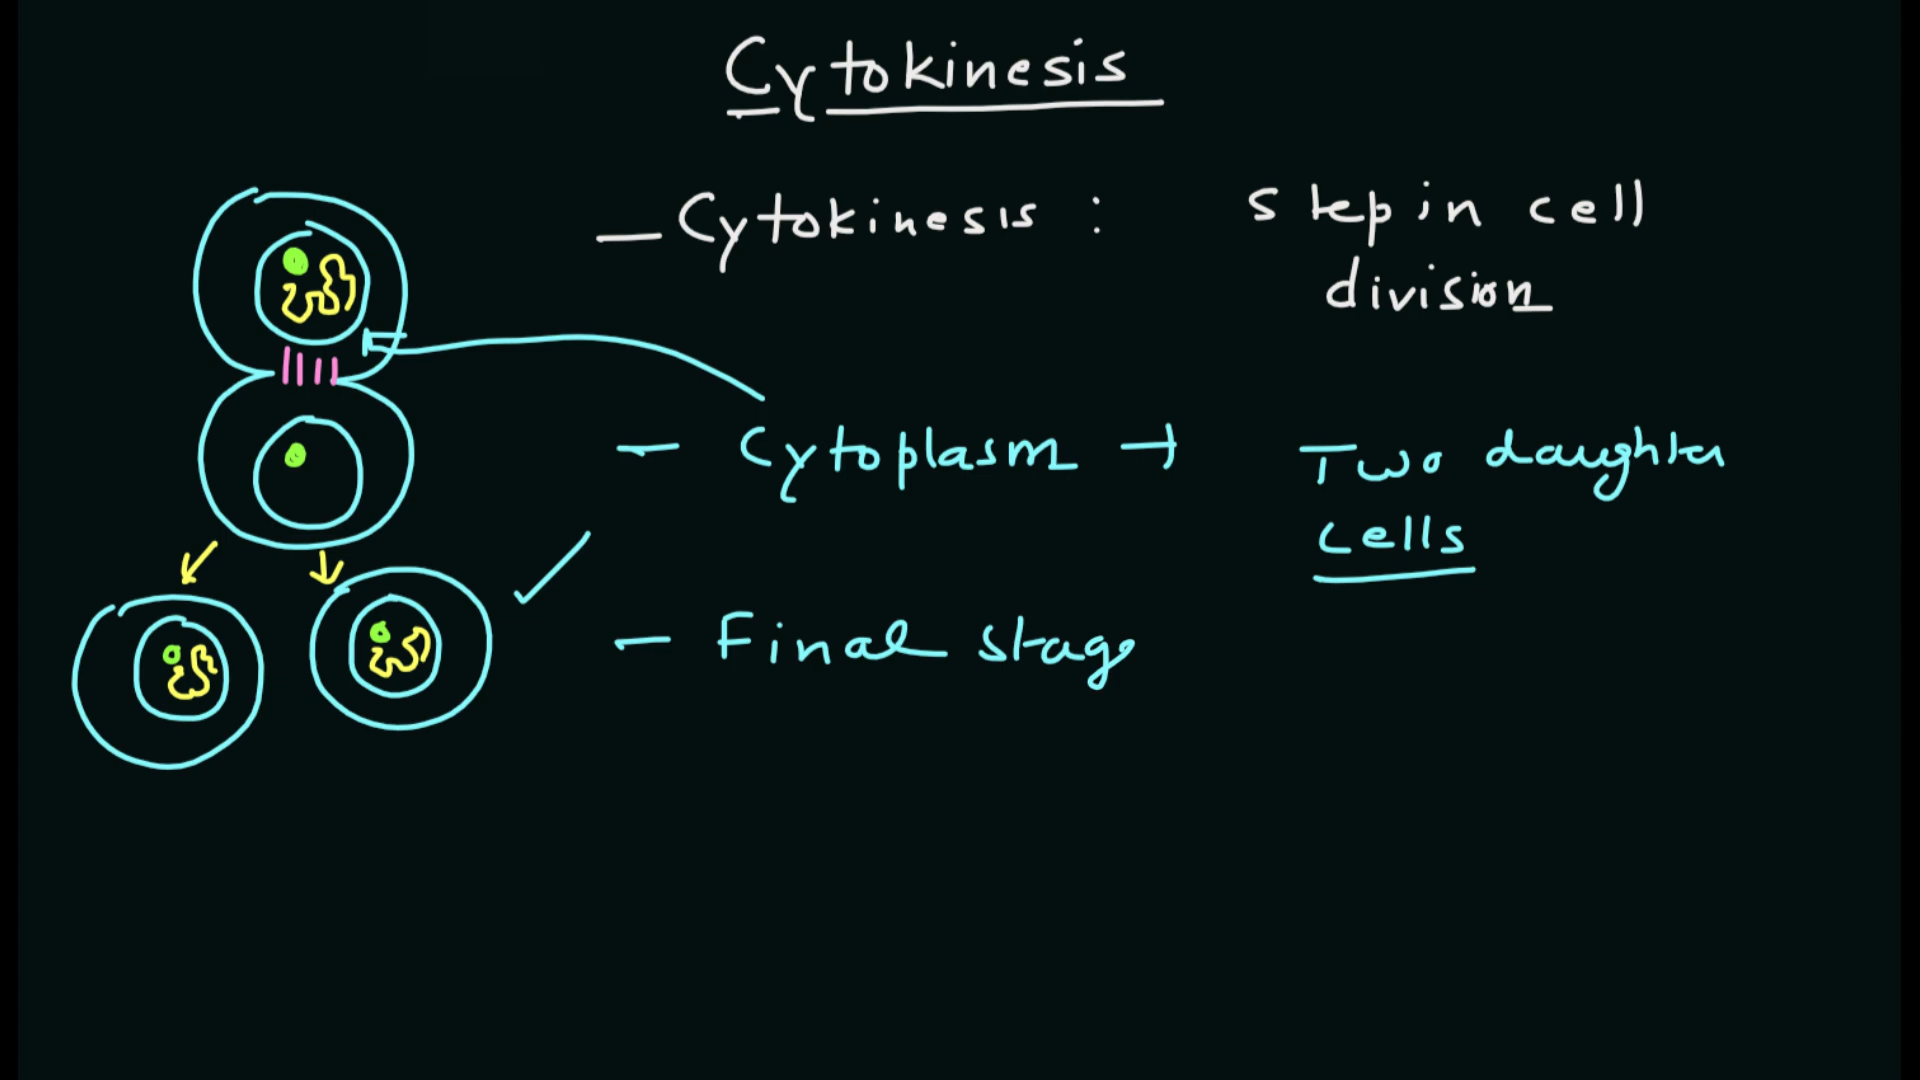 Cytokinesis
- Cytokinesis : step in cell
division
- Cytoplasm → Two daughter
cells
- Final stage